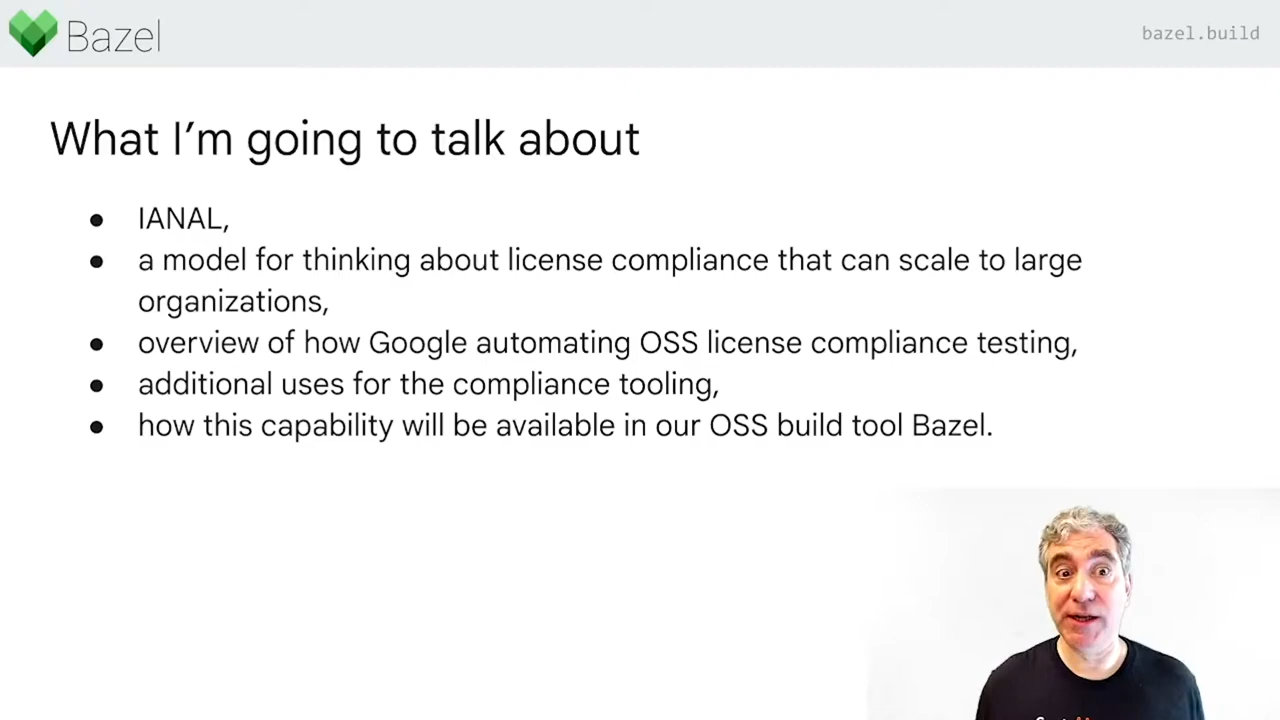 Bazel
bazel.build
What I'm going to talk about
● IANAL,
● a model for thinking about license compliance that can scale to large
organizations,
● overview of how Google automating OSS license compliance testing,
● additional uses for the compliance tooling,
● how this capability will be available in our OSS build tool Bazel.